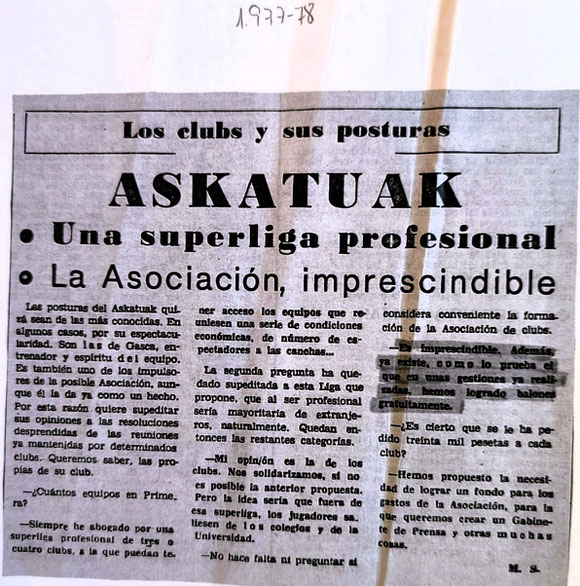 1.977-78
Los clubs y sus posturas
ASKATUAK
• Una superliga profesional
• La Asociación, imprescindible
Las posturas del Askatuak qui-
zá sean de las más conocidas. En
algunos casos, por su espectacu-
laridad. Son las de Gasca, en-
trenador y espíritu del equipo.
Es también uno de los impulso-
res de la posible Asociación, aun-
que él la da ya como un hecho.
Por esta razón quiere supeditar
sus opiniones a las resoluciones
desprendidas de las reuniones
ya mantenidas por determinados
clubs. Queremos saber, las pro-
pias de su club.
—¿Cuántos equipos en Prime.
ra?
—Siempre he abogado por una
superliga profesional de tres o
cuatro clubs, a la que puedan te-
ner acceso los equipos que re-
uniesen una serie de condiciones
económicas, de número de es-
pectadores a las canchas...
La segunda pregunta ha que-
dado supeditada a esta Liga que
propone, que al ser profesional
sería mayoritaria de extranje-
ros, naturalmente. Quedan en-
tonces las restantes categorías.
—Mi opinión es la de los
clubs. Nos solidarizamos, si no
es posible la anterior propuesta.
Pero la idea sería que fuera de
esa superliga, los jugadores sa.
liesen de los colegios y de la
Universidad.
—No hace falta ni preguntar si
considera conveniente la forma-
ción de la Asociación de clubs.
—Es imprescindible. Además,
ya existe, como lo prueba el
que en unas gestiones ya reali-
zadas, hemos logrado balones
gratuitamente.
—¿Es cierto que se le ha pe-
dido treinta mil pesetas a cada
club?
—Hemos propuesto la necesi-
dad de lograr un fondo para los
gastos de la Asociación, para la
que queremos crear un Gabine-
te de Prensa y otras muchas
cosas.
M. S.